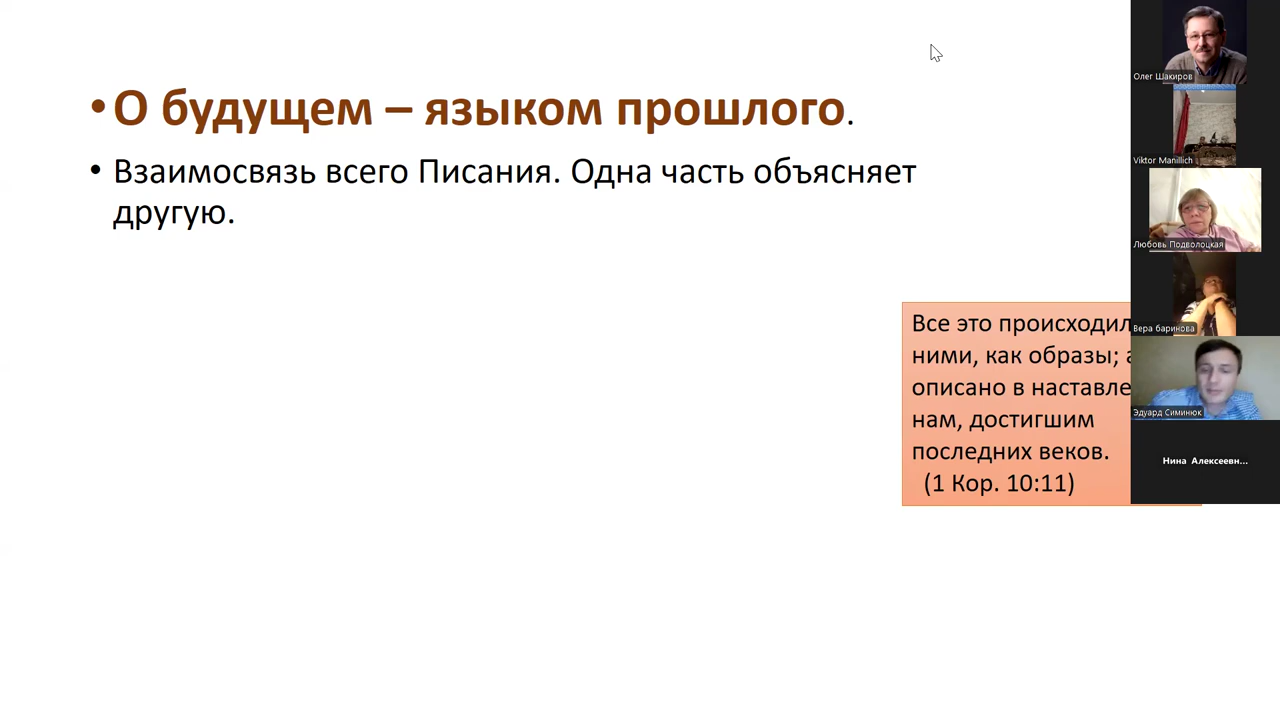 •О будущем – языком прошлого.
• Взаимосвязь всего Писания. Одна часть объясняет
другую.
Все это происходил
ними, как образы; а
описано в наставле
нам, достигшим
последних веков.
(1 Кор. 10:11)
Олег Шакиров
Viktor Manillich
Любовь Подволоцкая
Вера баринова
Эдуард Симинюк
Нина Алексеевн...